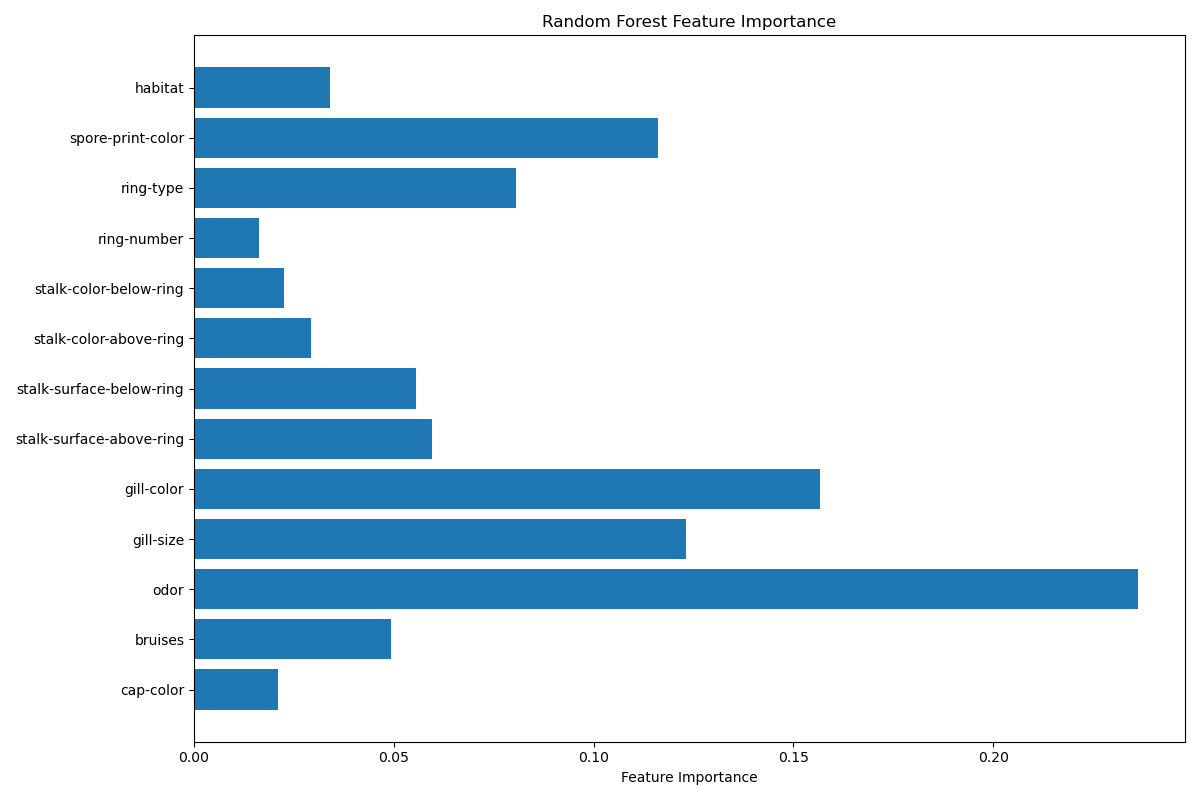 Random Forest Feature Importance
habitat
spore-print-color
ring-type
ring-number
stalk-color-below-ring
stalk-color-above-ring
stalk-surface-below-ring
stalk-surface-above-ring
gill-color
gill-size
odor
bruises
cap-color
0.00 0.05 0.10 0.15 0.20
Feature Importance